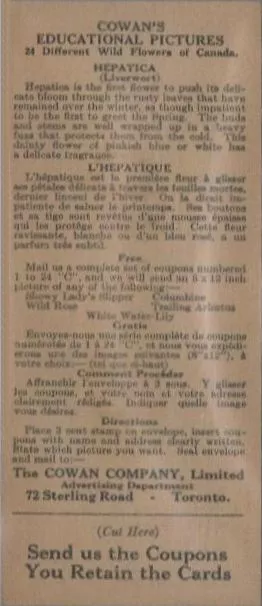 COWAN'S
EDUCATIONAL PICTURES
24 Different Wild Flowers of Canada.
HEPATICA
(Liverwort)
Hepatica is the first flower to push its deli-
cate bloom through the rusty leaves that have
remained over the winter, as though impatient
to be the first to greet the Spring. The buds
and stems are well wrapped up in a heavy
fuzz that protects them from the cold. This
dainty flower of pinkish blue or white has
a delicate fragrance.
L'HEPATIQUE
L'hépatique est la première fleur à glisser
ses pétales délicats à travers les feuilles mortes,
dernier linceul de l'hiver. On la dirait im-
patiente de saluer le printemps. Ses boutons
et sa tige sont revêtus d'une mousse épaisse
qui les protège contre le froid. Cette fleur
ravissante, blanche ou d'un bleu rosé, a un
parfum très subtil.
Free
Mail us a complete set of coupons numbered
1 to 24 "C", and we will send an 8 x 12 inch
picture of any of the following:—
Showy Lady's Slipper Columbine
Wild Rose Trailing Arbutus
White Water-Lily
Gratis
Envoyez-nous une série complète de coupons
numérotés de 1 à 24 "C", et nous vous expédi-
erons une des images suivantes (8"x12"), à
votre choix:— (tel que ci-haut)
Comment Procéder
Affranchir l'enveloppe à 3 sous. Y glisser
les coupons, et votre nom et votre adresse
clairement rédigés. Indiquer quelle image
vous désirez.
Directions
Place 3 cent stamp on envelope, insert cou-
pons with name and address clearly written.
State which picture you want. Seal envelope
and mail to:—
The COWAN COMPANY, Limited
Advertising Department
72 Sterling Road - Toronto.
(Cut Here)
Send us the Coupons
You Retain the Cards